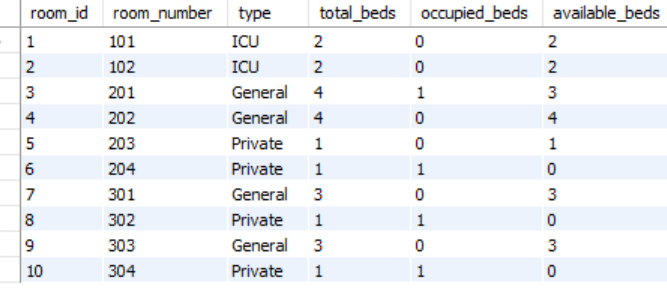 room_id room_number type total_beds occupied_beds available_beds
1 101 ICU 2 0 2
2 102 ICU 2 0 2
3 201 General 4 1 3
4 202 General 4 0 4
5 203 Private 1 0 1
6 204 Private 1 1 0
7 301 General 3 0 3
8 302 Private 1 1 0
9 303 General 3 0 3
10 304 Private 1 1 0